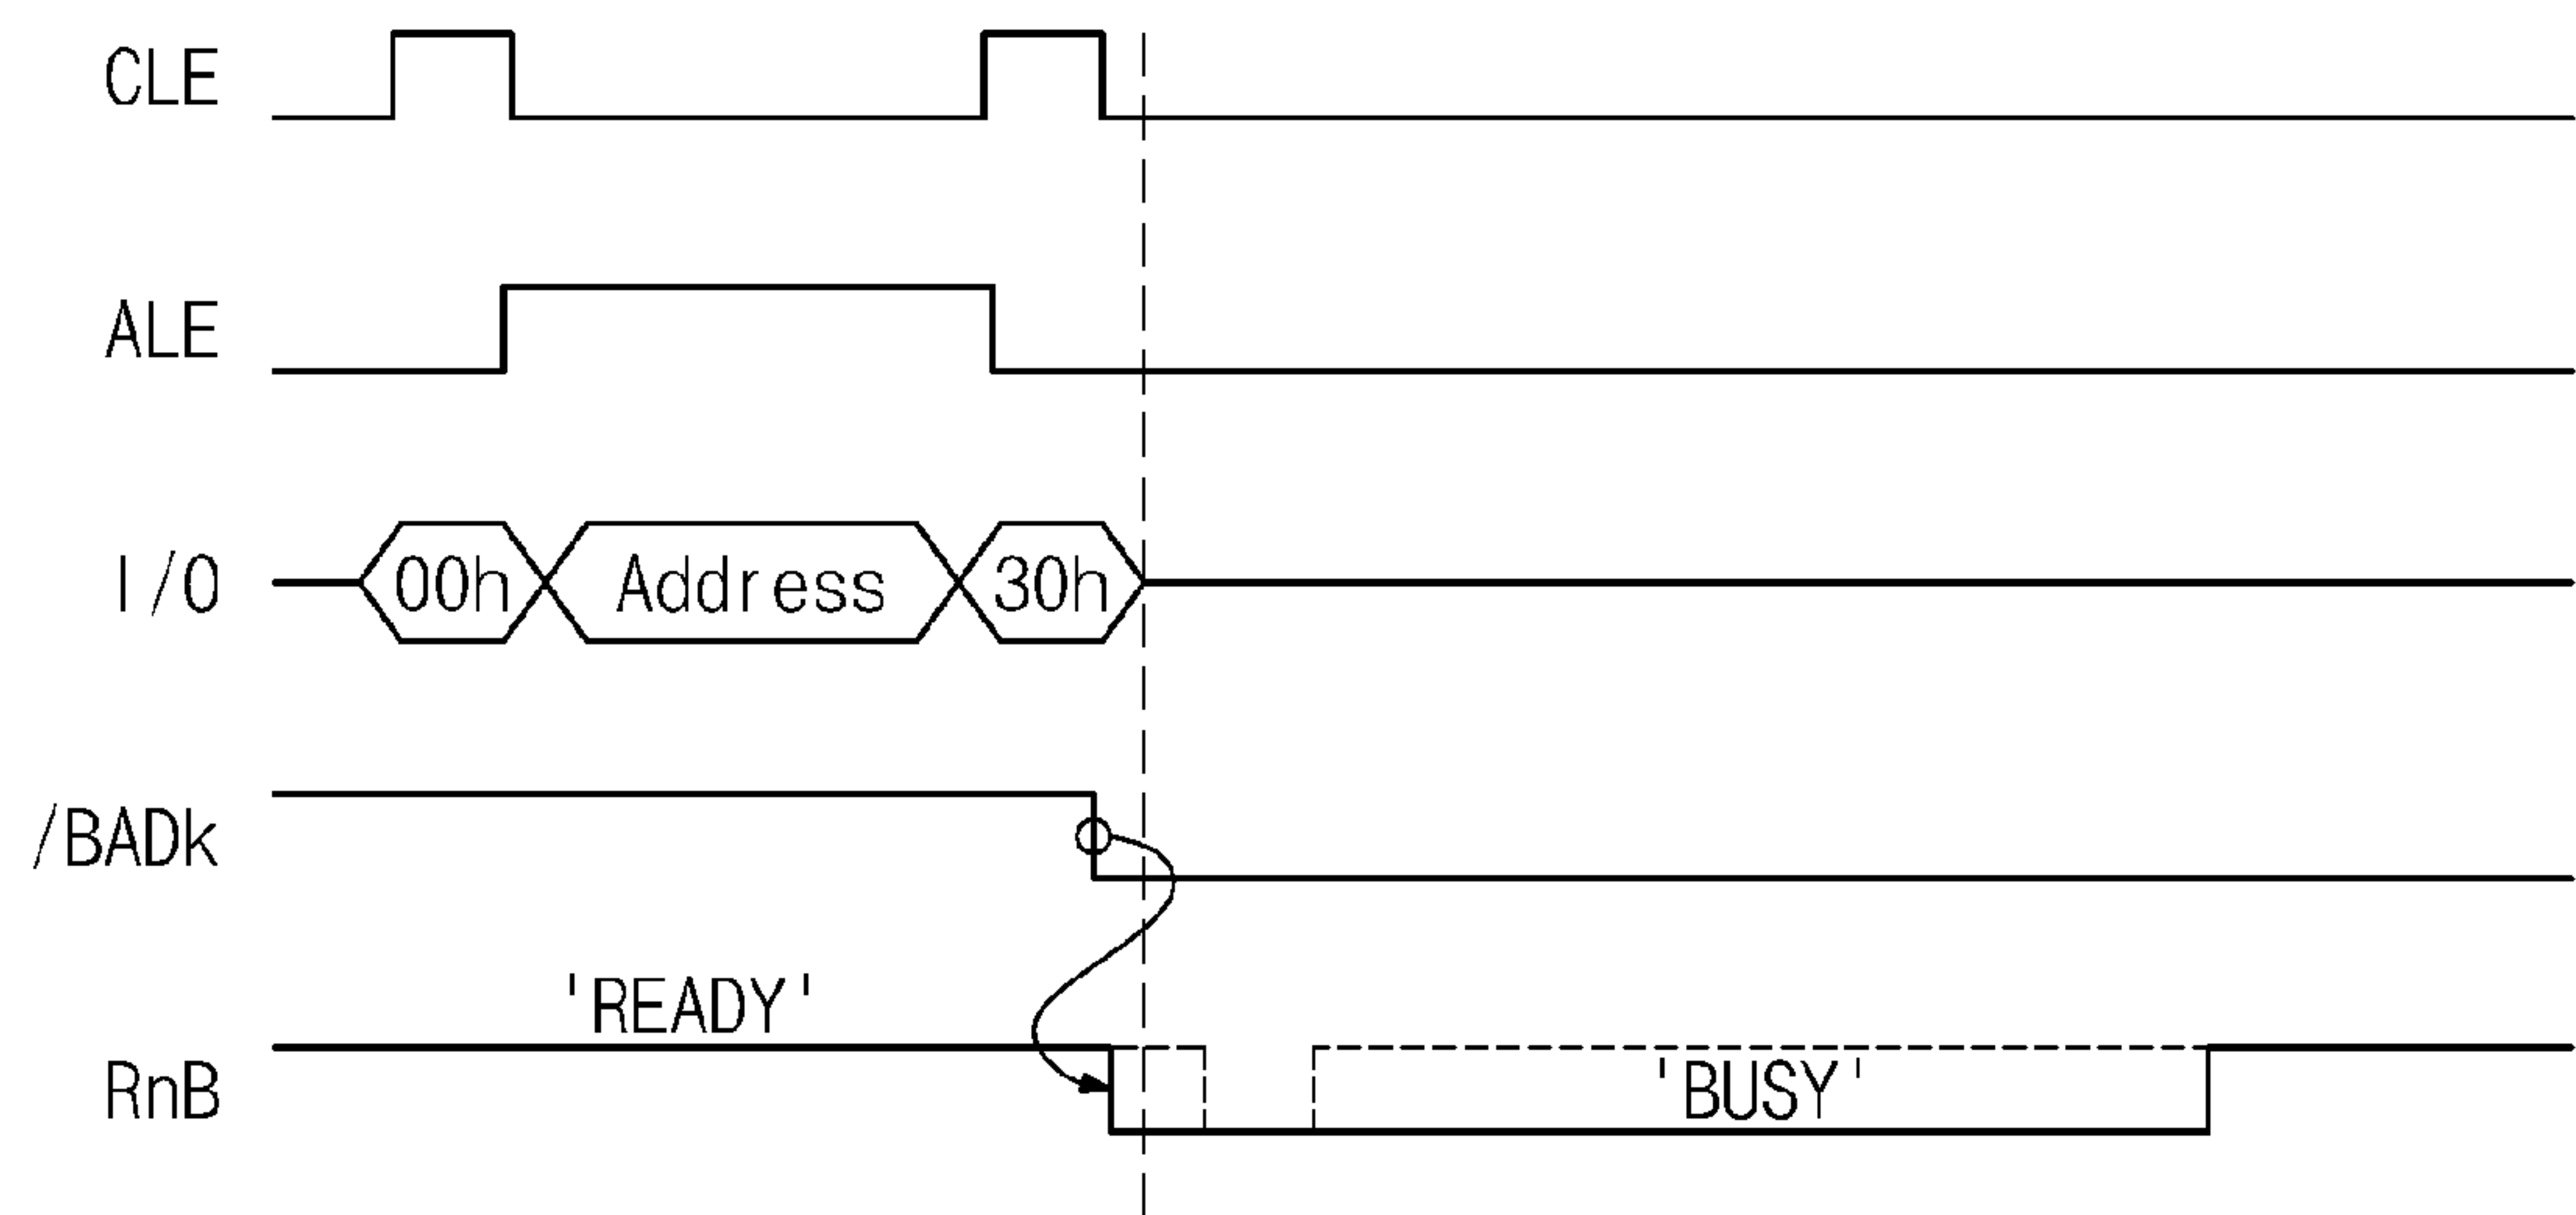 CLE
ALE
I/O
00h Address 30h
/BADk
'READY'
RnB
'BUSY'